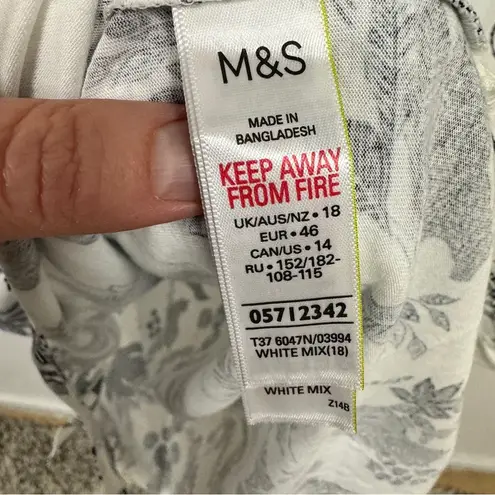 M&S
MADE IN
BANGLADESH
KEEP AWAY
FROM FIRE
UK/AUS/NZ • 18
EUR • 46
CAN/US • 14
RU • 152/182-
108-115
05712342
T37 6047N/03994
WHITE MIX(18)
WHITE MIX
Z14B